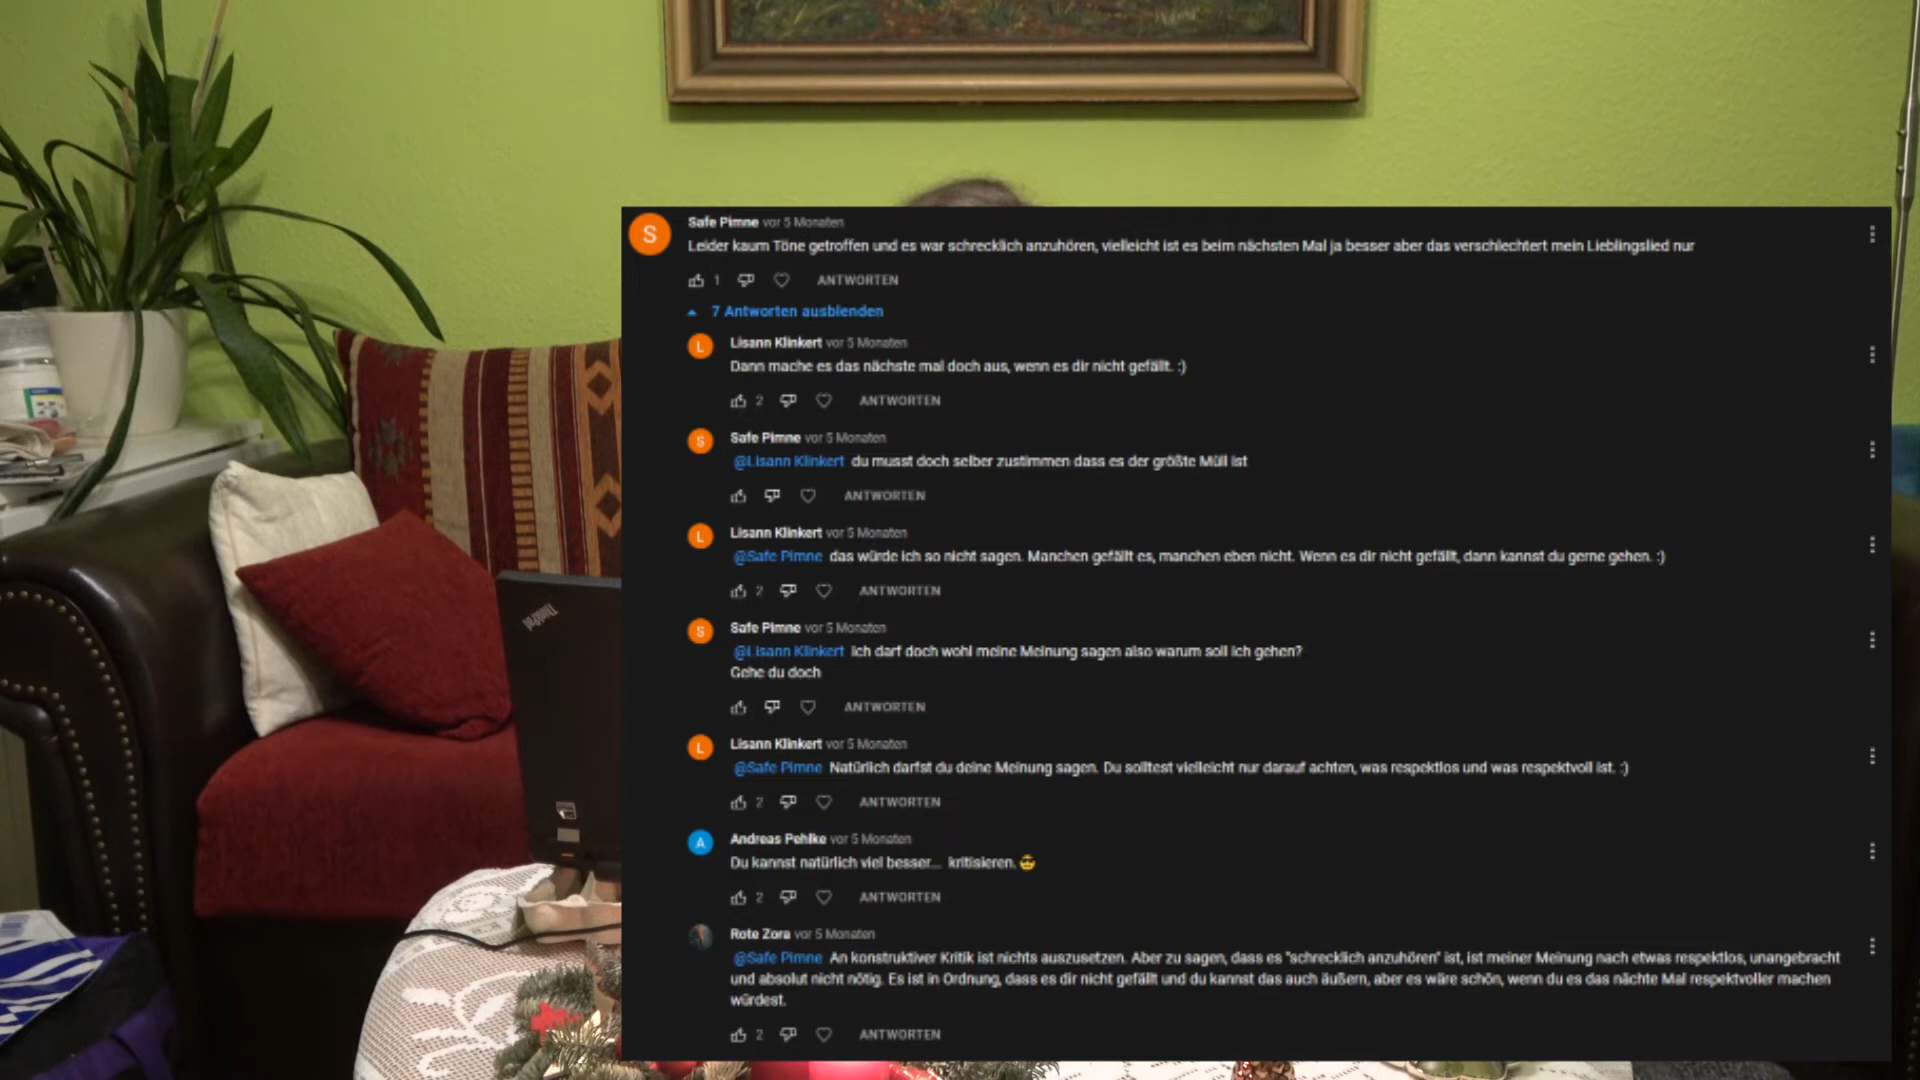 ThinkPad
S
Safe Pimne vor 5 Monaten
Leider kaum Töne getroffen und es war schrecklich anzuhören, vielleicht ist es beim nächsten Mal ja besser aber das verschlechtert mein Lieblingslied nur
1 ANTWORTEN
7 Antworten ausblenden
L
Lisann Klinkert vor 5 Monaten
Dann mache es das nächste mal doch aus, wenn es dir nicht gefällt. :)
2 ANTWORTEN
S
Safe Pimne vor 5 Monaten
@Lisann Klinkert du musst doch selber zustimmen dass es der größte Müll ist
ANTWORTEN
L
Lisann Klinkert vor 5 Monaten
@Safe Pimne das würde ich so nicht sagen. Manchen gefällt es, manchen eben nicht. Wenn es dir nicht gefällt, dann kannst du gerne gehen. :)
2 ANTWORTEN
S
Safe Pimne vor 5 Monaten
@Lisann Klinkert Ich darf doch wohl meine Meinung sagen also warum soll ich gehen?
Gehe du doch
ANTWORTEN
L
Lisann Klinkert vor 5 Monaten
@Safe Pimne Natürlich darfst du deine Meinung sagen. Du solltest vielleicht nur darauf achten, was respektlos und was respektvoll ist. :)
2 ANTWORTEN
A
Andreas Pehlke vor 5 Monaten
Du kannst natürlich viel besser... kritisieren. 😎
2 ANTWORTEN
Rote Zora vor 5 Monaten
@Safe Pimne An konstruktiver Kritik ist nichts auszusetzen. Aber zu sagen, dass es "schrecklich anzuhören" ist, ist meiner Meinung nach etwas respektlos, unangebracht
und absolut nicht nötig. Es ist in Ordnung, dass es dir nicht gefällt und du kannst das auch äußern, aber es wäre schön, wenn du es das nächte Mal respektvoller machen
würdest.
2 ANTWORTEN